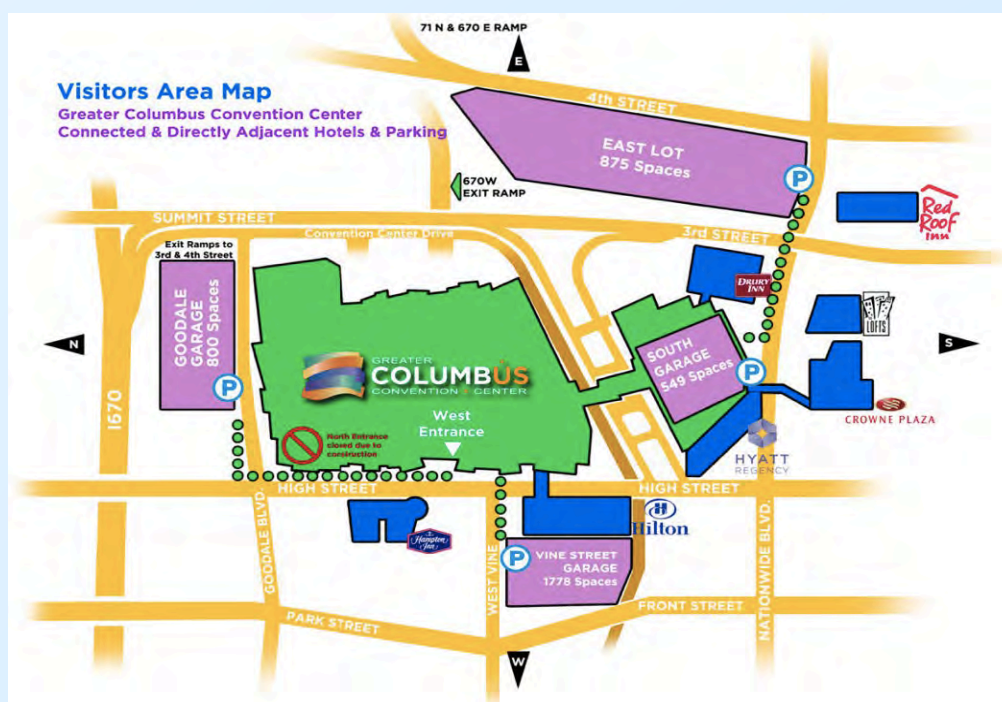 71 N & 670 E RAMP
E
Visitors Area Map
Greater Columbus Convention Center
Connected & Directly Adjacent Hotels & Parking
4th STREET
EAST LOT
875 Spaces
P
670W
EXIT RAMP
Red
Roof
Inn
SUMMIT STREET
3rd STREET
Convention Center Drive
Exit Ramps to
3rd & 4th Street
DRURY
INN
LOFTS
N
S
GOODALE
GARAGE
800 Spaces
P
SOUTH
GARAGE
549 Spaces
P
GREATER
COLUMBUS
CONVENTION CENTER
I670
West
Entrance
North Entrance
closed due to
construction
CROWNE PLAZA
HYATT
REGENCY
HIGH STREET
HIGH STREET
H
Hilton
Hampton
Inn
GOODALE BLVD.
WEST VINE
P
VINE STREET
GARAGE
1778 Spaces
NATIONWIDE BLVD.
FRONT STREET
PARK STREET
W